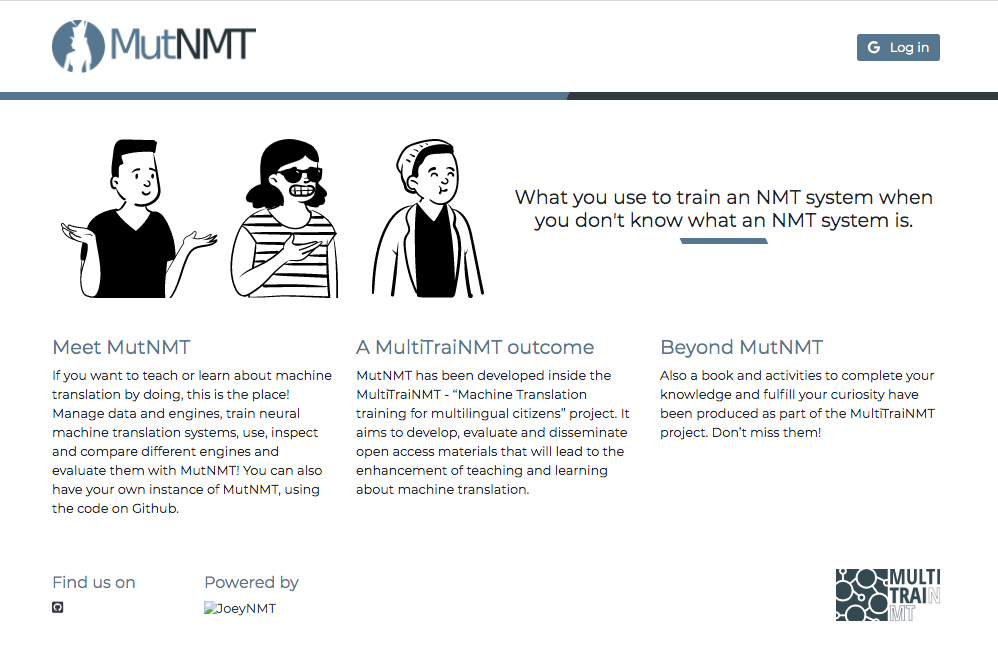 MutNMT
Log in
What you use to train an NMT system when
you don't know what an NMT system is.
Meet MutNMT
If you want to teach or learn about machine
translation by doing, this is the place!
Manage data and engines, train neural
machine translation systems, use, inspect
and compare different engines and
evaluate them with MutNMT! You can also
have your own instance of MutNMT, using
the code on Github.
A MultiTraiNMT outcome
MutNMT has been developed inside the
MultiTraiNMT - “Machine Translation
training for multilingual citizens” project. It
aims to develop, evaluate and disseminate
open access materials that will lead to the
enhancement of teaching and learning
about machine translation.
Beyond MutNMT
Also a book and activities to complete your
knowledge and fulfill your curiosity have
been produced as part of the MultiTraiNMT
project. Don’t miss them!
Find us on
Powered by
JoeyNMT
MULTI
TRAIN
MT